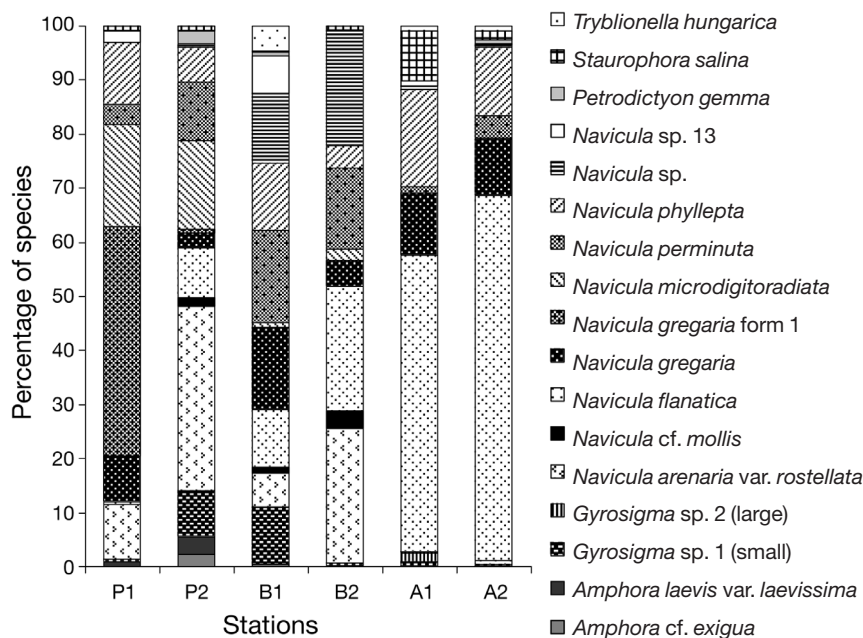 100
90
80
70
60
50
40
30
20
10
0
Percentage of species
P1 P2 B1 B2 A1 A2
Stations
Tryblionella hungarica
Staurophora salina
Petrodictyon gemma
Navicula sp. 13
Navicula sp.
Navicula phyllepta
Navicula perminuta
Navicula microdigitoradiata
Navicula gregaria form 1
Navicula gregaria
Navicula flanatica
Navicula cf. mollis
Navicula arenaria var. rostellata
Gyrosigma sp. 2 (large)
Gyrosigma sp. 1 (small)
Amphora laevis var. laevissima
Amphora cf. exigua